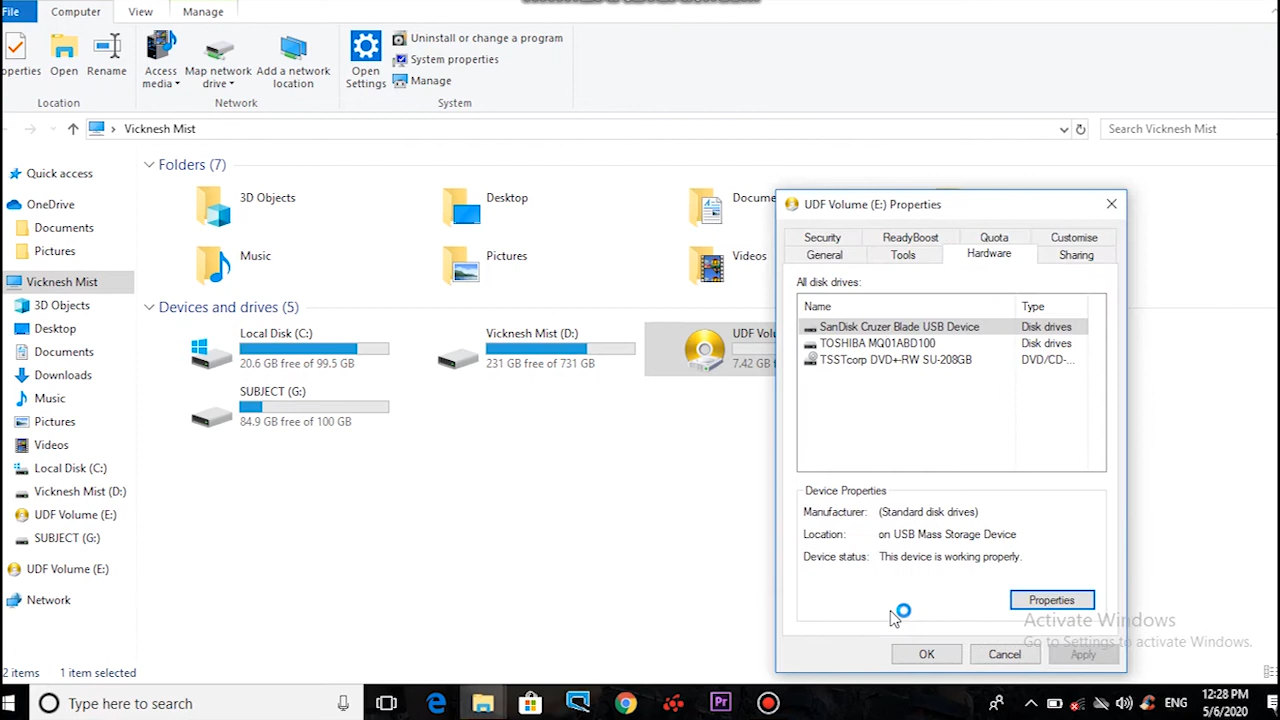 File
Computer
View
Manage
operties
Open
Rename
Access
media
Map network
drive
Add a network
location
Open
Settings
Uninstall or change a program
System properties
Manage
Location
Network
System
Vicknesh Mist
Search Vicknesh Mist
Quick access
OneDrive
Documents
Pictures
Vicknesh Mist
3D Objects
Desktop
Documents
Downloads
Music
Pictures
Videos
Local Disk (C:)
Vicknesh Mist (D:)
UDF Volume (E:)
SUBJECT (G:)
UDF Volume (E:)
Network
Folders (7)
3D Objects
Desktop
Docume
Music
Pictures
Videos
Devices and drives (5)
Local Disk (C:)
20.6 GB free of 99.5 GB
Vicknesh Mist (D:)
231 GB free of 731 GB
UDF Volu
7.42 GB f
SUBJECT (G:)
84.9 GB free of 100 GB
UDF Volume (E:) Properties
Security
ReadyBoost
Quota
Customise
General
Tools
Hardware
Sharing
All disk drives:
Name
Type
SanDisk Cruzer Blade USB Device
Disk drives
TOSHIBA MQ01ABD100
Disk drives
TSSTcorp DVD+-RW SU-208GB
DVD/CD-...
Device Properties
Manufacturer: (Standard disk drives)
Location: on USB Mass Storage Device
Device status: This device is working properly.
Properties
Activate Windows
Go to Settings to activate Windows.
OK
Cancel
Apply
2 items
1 item selected
Type here to search
Pr
ENG
12:28 PM
5/6/2020